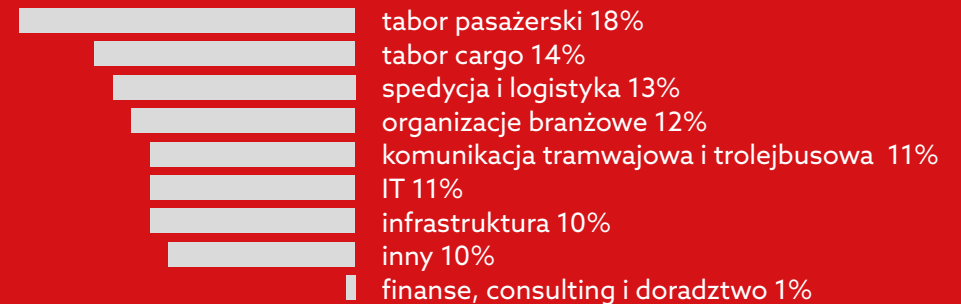 tabor pasażerski 18%
tabor cargo 14%
spedycja i logistyka 13%
organizacje branżowe 12%
komunikacja tramwajowa i trolejbusowa 11%
IT 11%
infrastruktura 10%
inny 10%
finanse, consulting i doradztwo 1%